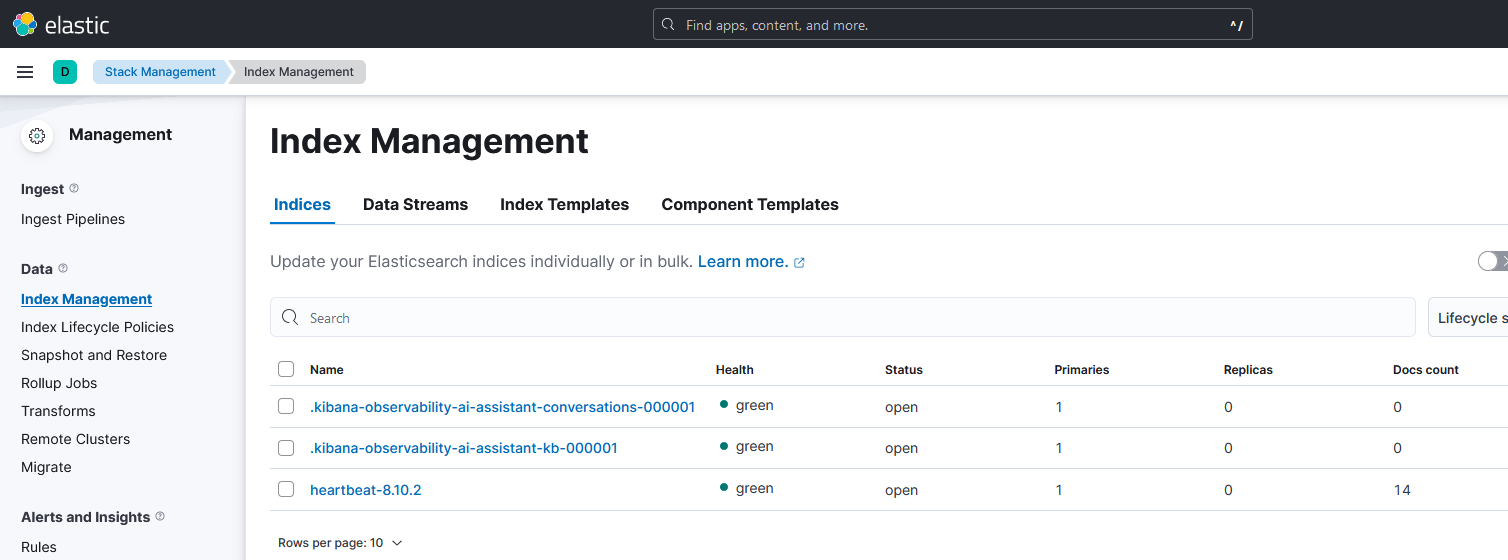 elastic
Find apps, content, and more.
^/
D
Stack Management
Index Management
Management
Ingest
Ingest Pipelines
Data
Index Management
Index Lifecycle Policies
Snapshot and Restore
Rollup Jobs
Transforms
Remote Clusters
Migrate
Alerts and Insights
Rules
Index Management
Indices Data Streams Index Templates Component Templates
Update your Elasticsearch indices individually or in bulk. Learn more.
Search
Lifecycle s
Name Health Status Primaries Replicas Docs count
.kibana-observability-ai-assistant-conversations-000001 green open 1 0 0
.kibana-observability-ai-assistant-kb-000001 green open 1 0 0
heartbeat-8.10.2 green open 1 0 14
Rows per page: 10